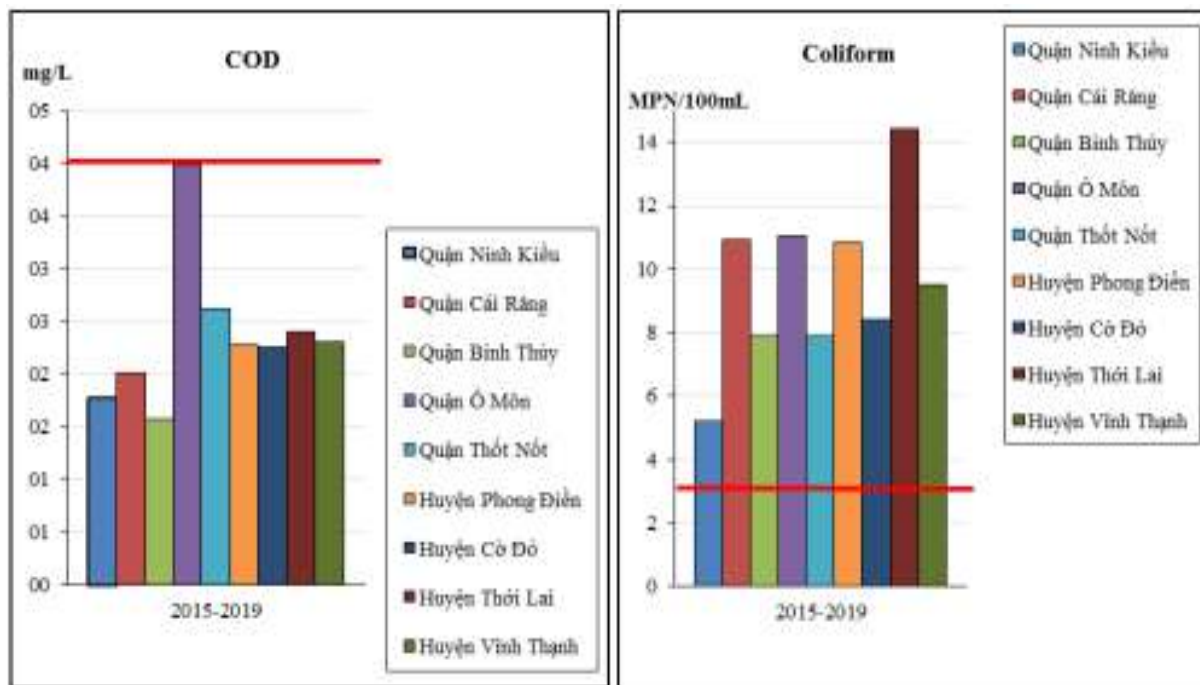 COD
mg/L
05
04
04
03
03
02
02
01
01
00
2015-2019
Quận Ninh Kiều
Quận Cái Răng
Quận Bình Thủy
Quận Ô Môn
Quận Thốt Nốt
Huyện Phong Điền
Huyện Cờ Đỏ
Huyện Thới Lai
Huyện Vĩnh Thạnh
Coliform
MPN/100mL
14
12
10
8
6
4
2
0
2015-2019
Quận Ninh Kiều
Quận Cái Răng
Quận Bình Thủy
Quận Ô Môn
Quận Thốt Nốt
Huyện Phong Điền
Huyện Cờ Đỏ
Huyện Thới Lai
Huyện Vĩnh Thạnh